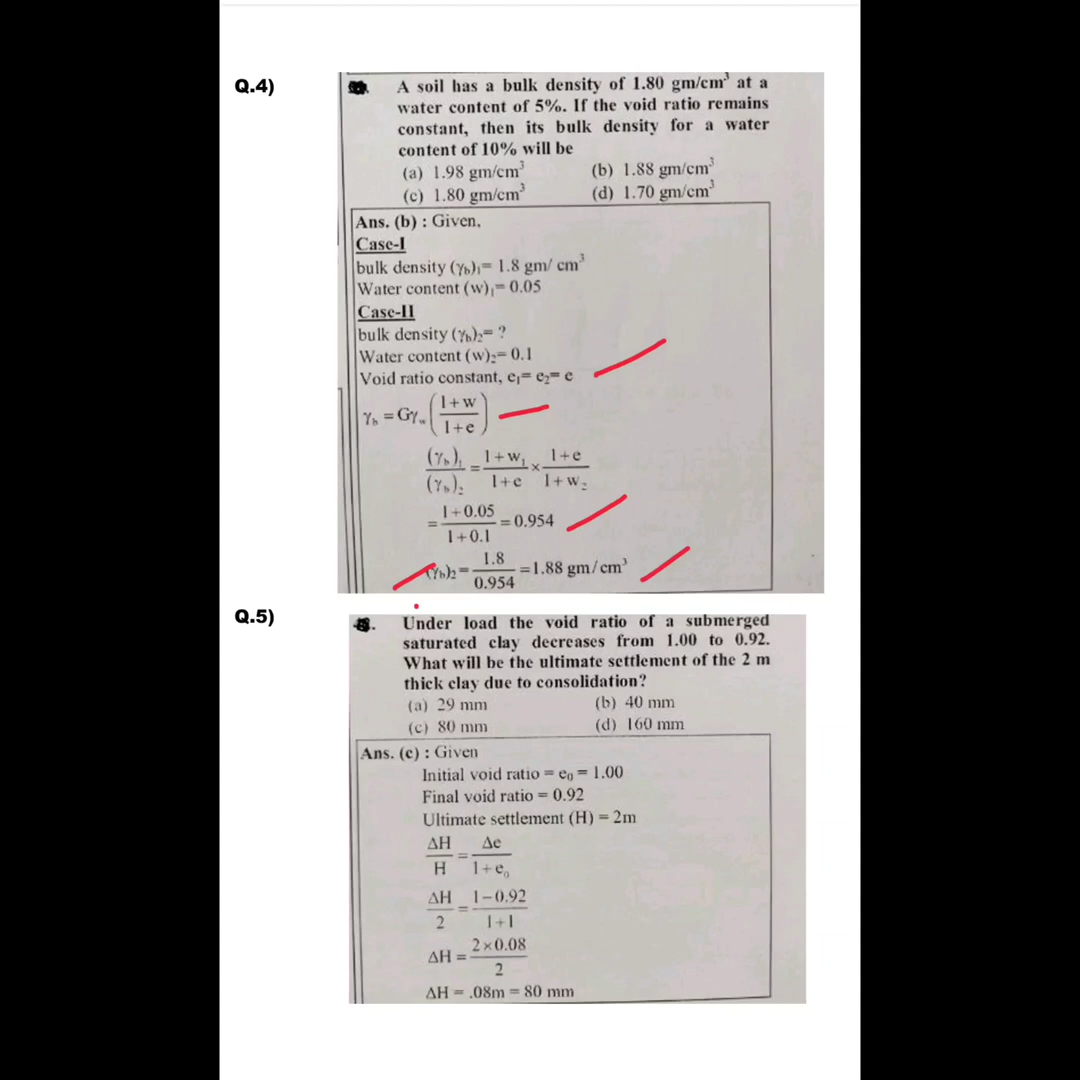 Q.4)
A soil has a bulk density of 1.80 gm/cm³ at a
water content of 5%. If the void ratio remains
constant, then its bulk density for a water
content of 10% will be
(a) 1.98 gm/cm³ (b) 1.88 gm/cm³
(c) 1.80 gm/cm³ (d) 1.70 gm/cm³
Ans. (b) : Given,
Case-I
bulk density (γb)₁= 1.8 gm/ cm³
Water content (w)₁= 0.05
Case-II
bulk density (γb)₂= ?
Water content (w)₂= 0.1
Void ratio constant, e₁= e₂= e
γb = Gγw ((1+w)/(1+e))
(γb)₁/(γb)₂ = (1+w₁)/(1+e) × (1+e)/(1+w₂)
= (1+0.05)/(1+0.1) = 0.954
(γb)₂ = 1.8/0.954 = 1.88 gm/cm³
Q.5)
Under load the void ratio of a submerged
saturated clay decreases from 1.00 to 0.92.
What will be the ultimate settlement of the 2 m
thick clay due to consolidation?
(a) 29 mm (b) 40 mm
(c) 80 mm (d) 160 mm
Ans. (c) : Given
Initial void ratio = e₀ = 1.00
Final void ratio = 0.92
Ultimate settlement (H) = 2m
ΔH/H = Δe/(1+e₀)
ΔH/2 = (1−0.92)/(1+1)
ΔH = (2×0.08)/2
ΔH = .08m = 80 mm